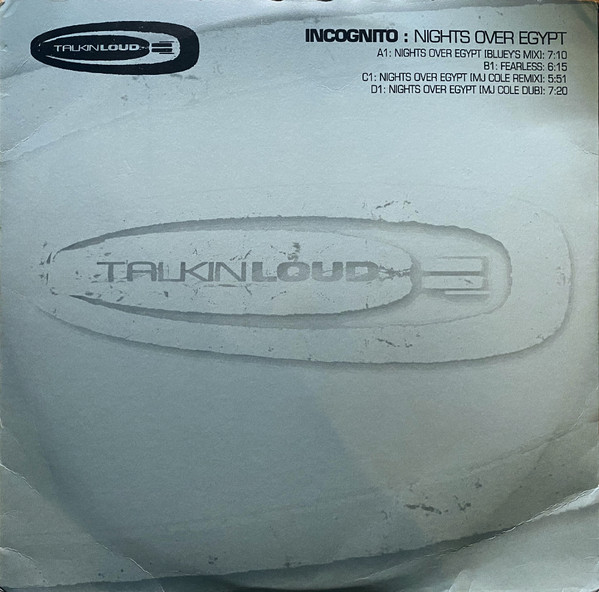 TALKINLOUD
INCOGNITO : NIGHTS OVER EGYPT
A1: NIGHTS OVER EGYPT (BLUEY'S MIX): 7:10
B1: FEARLESS: 6:15
C1: NIGHTS OVER EGYPT (MJ COLE REMIX): 5:51
D1: NIGHTS OVER EGYPT (MJ COLE DUB): 7:20
TALKINLOUD